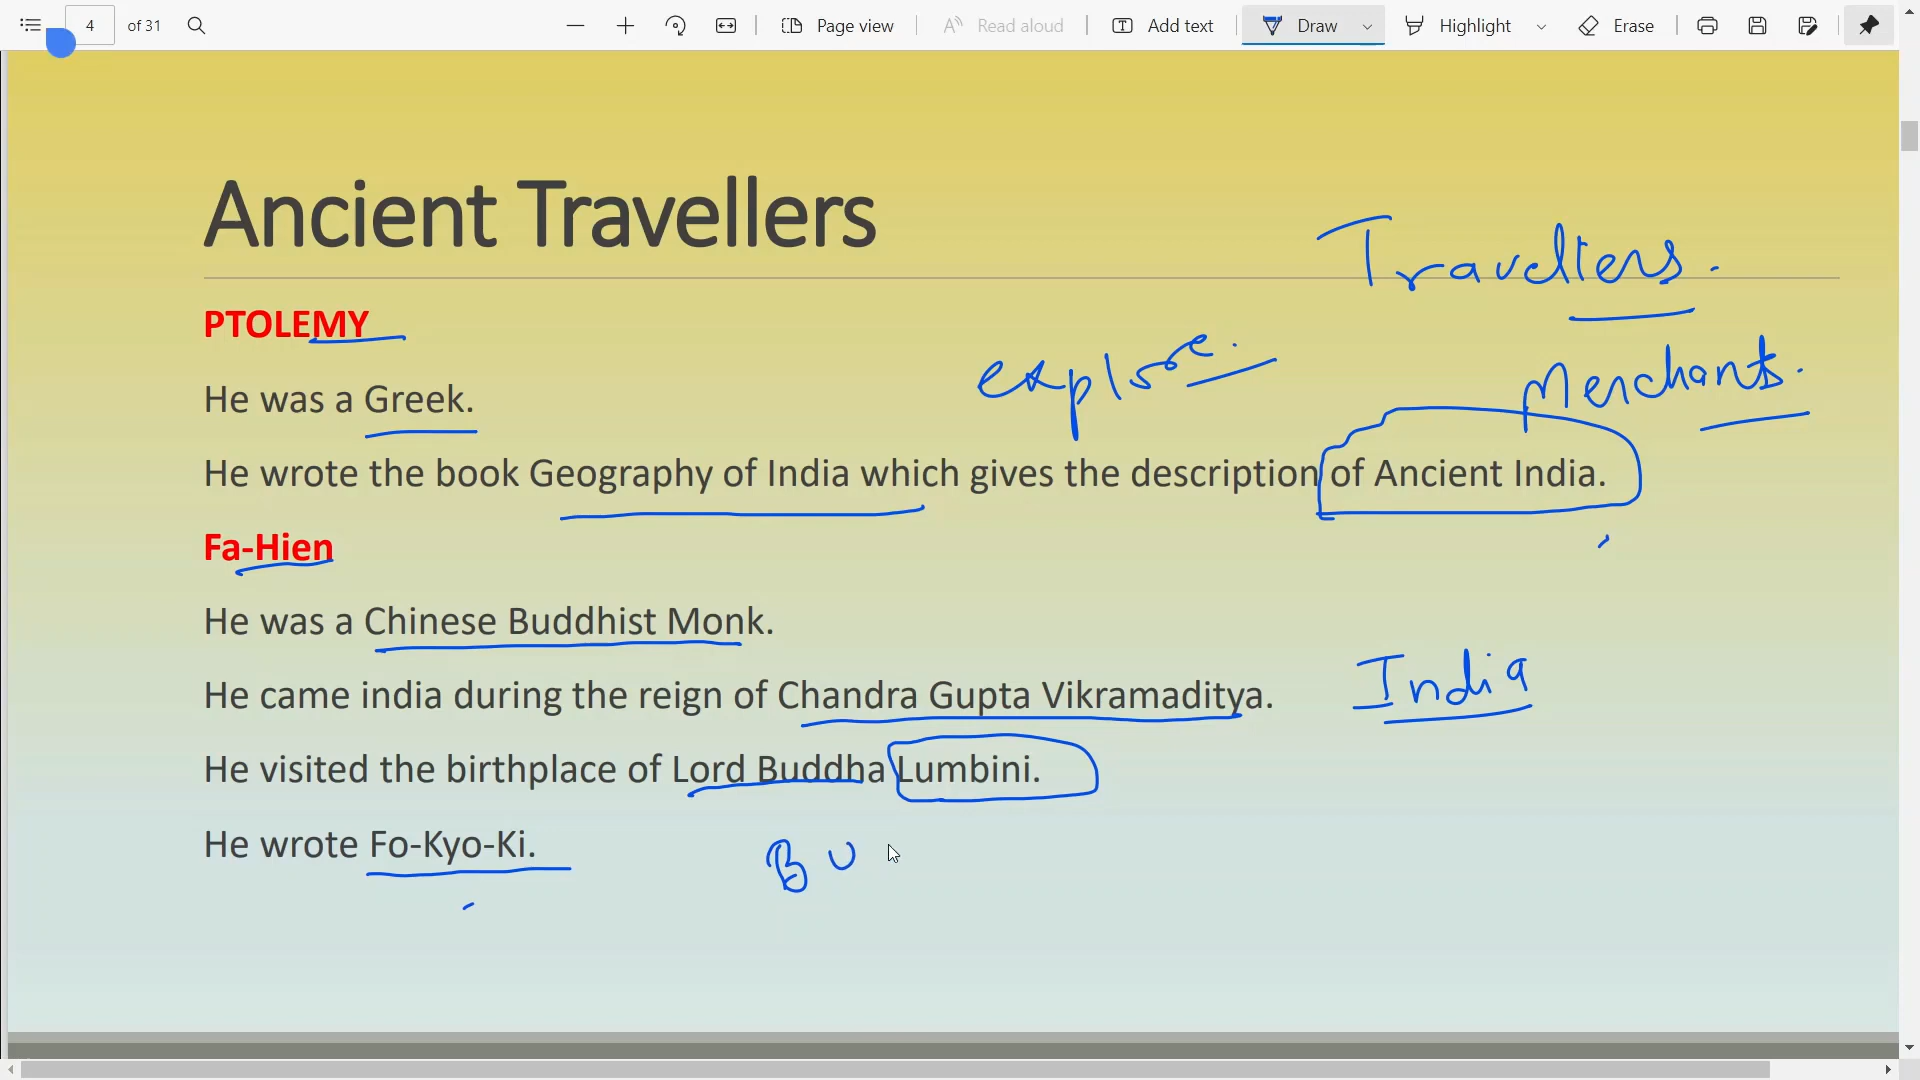 4 of 31 Page view Read aloud Add text Draw Highlight Erase
Ancient Travellers
Travellers.
PTOLEMY
explore.
Merchants.
He was a Greek.
He wrote the book Geography of India which gives the description of Ancient India.
Fa-Hien
He was a Chinese Buddhist Monk.
He came india during the reign of Chandra Gupta Vikramaditya.
India
He visited the birthplace of Lord Buddha Lumbini.
He wrote Fo-Kyo-Ki.
Bu